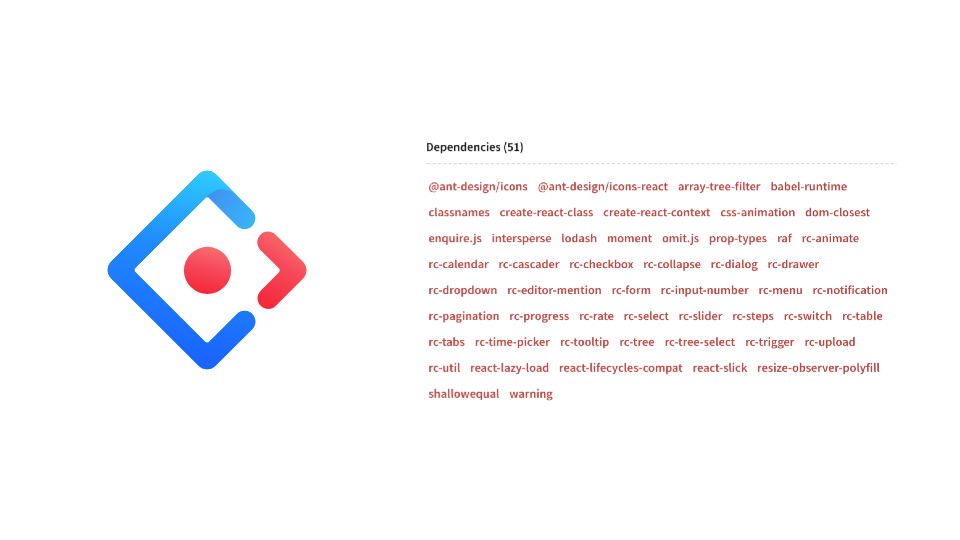 Dependencies (51)
@ant-design/icons @ant-design/icons-react array-tree-filter babel-runtime
classnames create-react-class create-react-context css-animation dom-closest
enquire.js intersperse lodash moment omit.js prop-types raf rc-animate
rc-calendar rc-cascader rc-checkbox rc-collapse rc-dialog rc-drawer
rc-dropdown rc-editor-mention rc-form rc-input-number rc-menu rc-notification
rc-pagination rc-progress rc-rate rc-select rc-slider rc-steps rc-switch rc-table
rc-tabs rc-time-picker rc-tooltip rc-tree rc-tree-select rc-trigger rc-upload
rc-util react-lazy-load react-lifecycles-compat react-slick resize-observer-polyfill
shallowequal warning